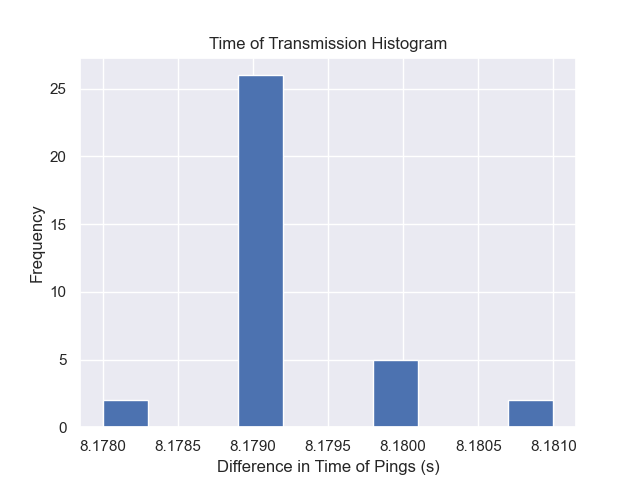 Time of Transmission Histogram
25
20
15
10
5
0
Frequency
8.1780 8.1785 8.1790 8.1795 8.1800 8.1805 8.1810
Difference in Time of Pings (s)